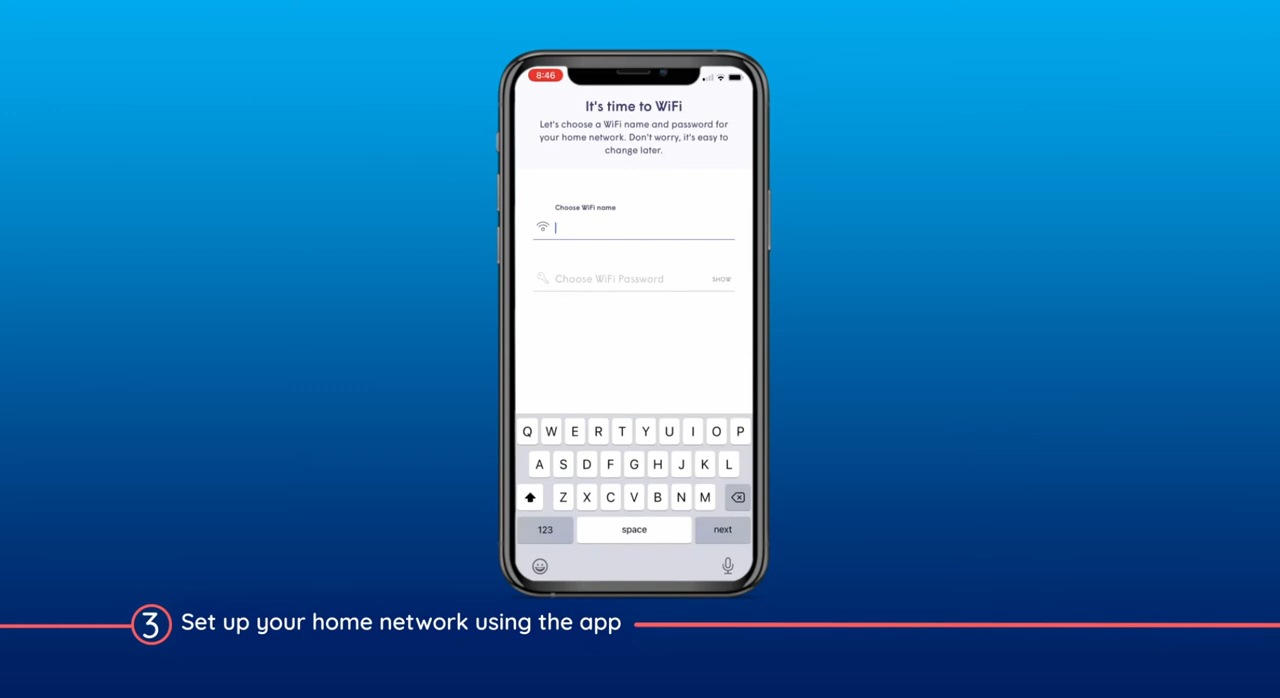 8:46
It's time to WiFi
Let's choose a WiFi name and password for
your home network. Don't worry, it's easy to
change later.
Choose WiFi name
Choose WiFi Password SHOW
Q W E R T Y U I O P
A S D F G H J K L
Z X C V B N M
123 space next
3 Set up your home network using the app